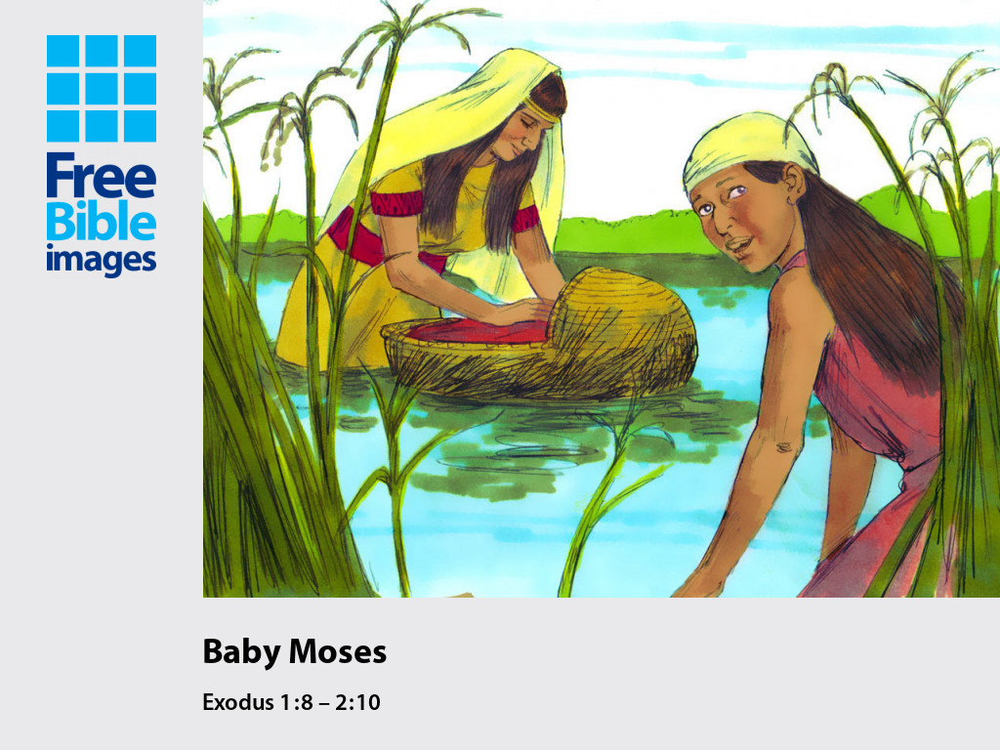 Free
Bible
images
Baby Moses
Exodus 1:8 – 2:10